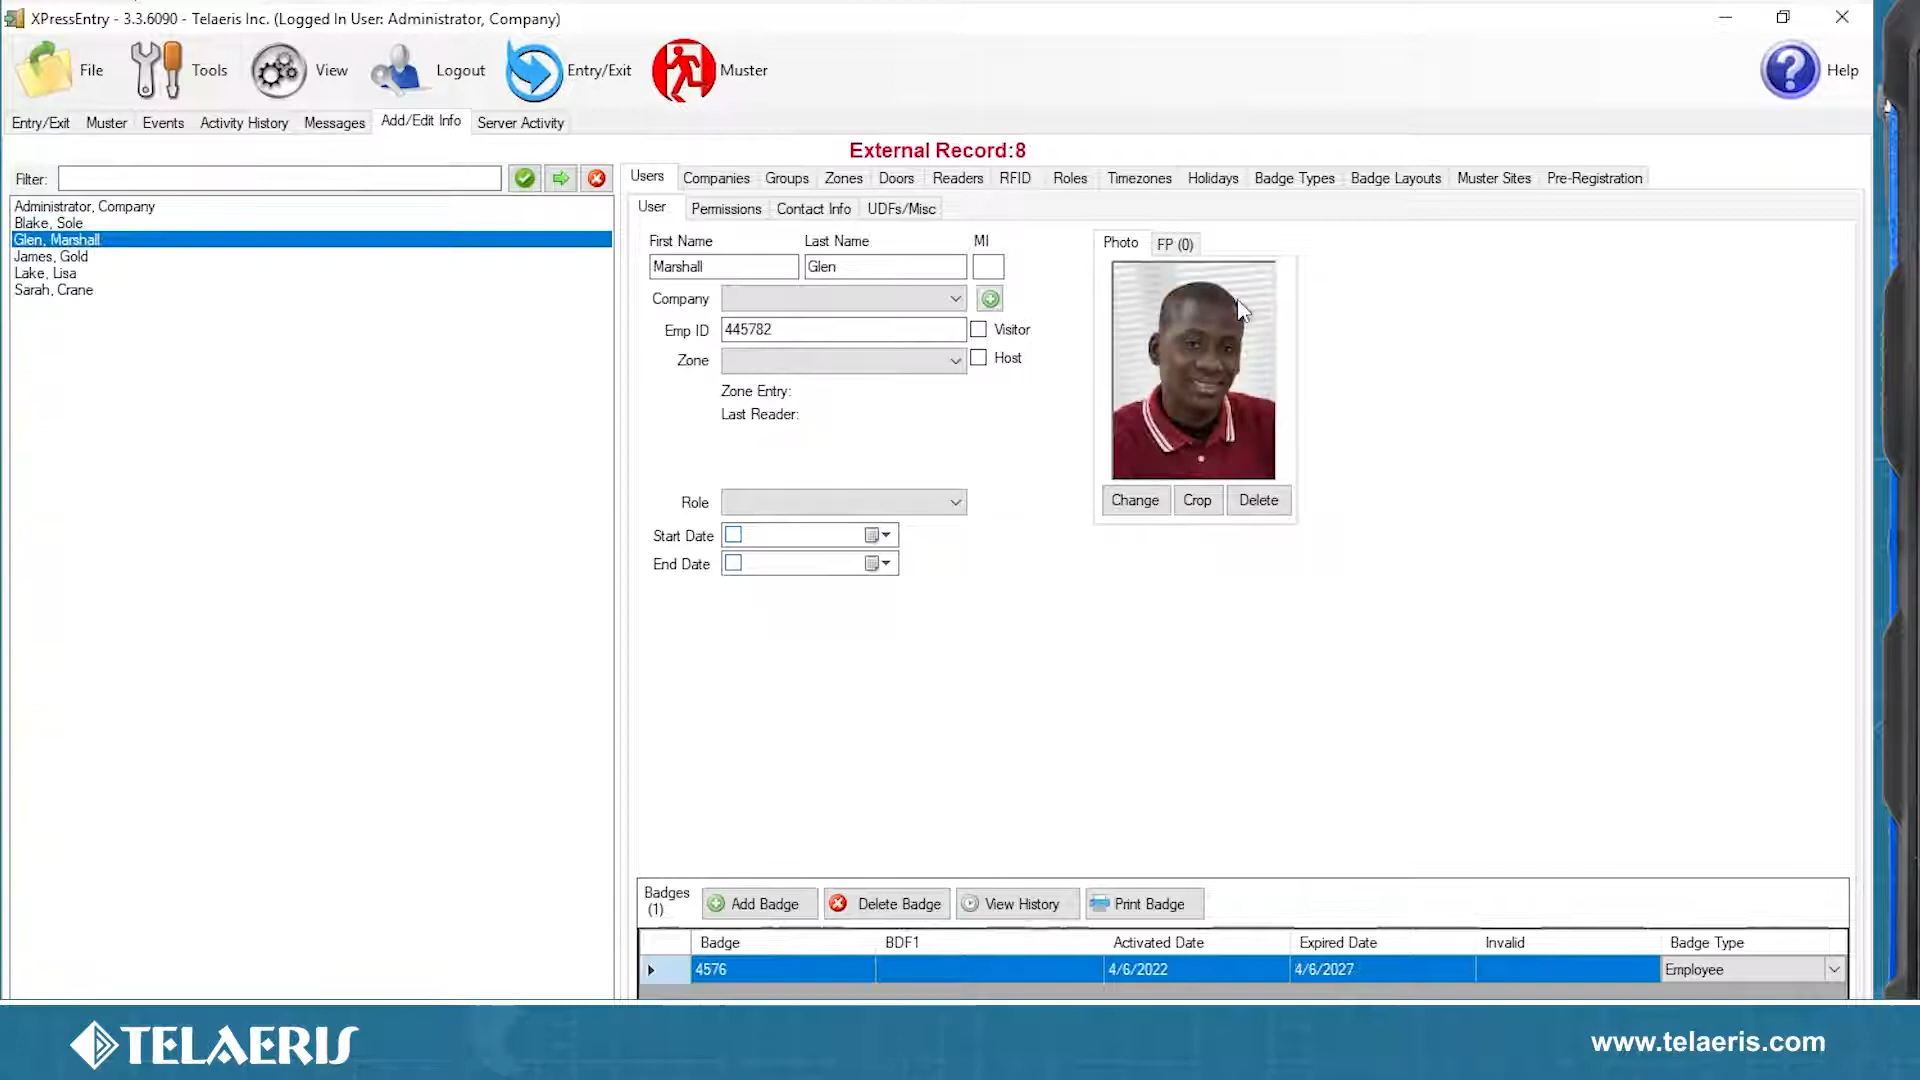 XPressEntry - 3.3.6090 - Telaeris Inc. (Logged In User: Administrator, Company)
File Tools View Logout Entry/Exit Muster Help
Entry/Exit Muster Events Activity History Messages Add/Edit Info Server Activity
External Record:8
Filter:
Administrator, Company
Blake, Sole
Glen, Marshall
James, Gold
Lake, Lisa
Sarah, Crane
Users Companies Groups Zones Doors Readers RFID Roles Timezones Holidays Badge Types Badge Layouts Muster Sites Pre-Registration
User Permissions Contact Info UDFs/Misc
First Name Last Name MI
Marshall Glen
Company
Emp ID 445782 Visitor
Zone Host
Zone Entry:
Last Reader:
Role
Start Date
End Date
Photo FP (0)
Change Crop Delete
Badges
(1)
Add Badge Delete Badge View History Print Badge
Badge BDF1 Activated Date Expired Date Invalid Badge Type
4576 4/6/2022 4/6/2027 Employee
TELAERIS
www.telaeris.com